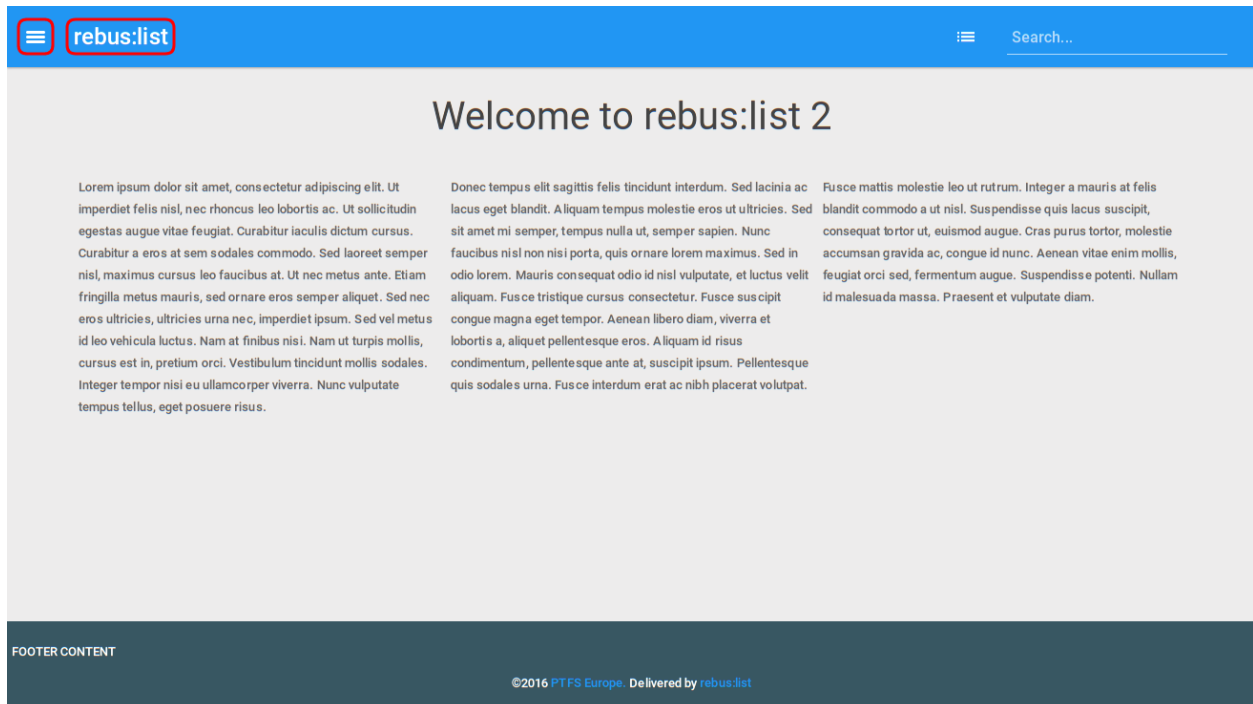 rebus:list
Search...
Welcome to rebus:list 2
Lorem ipsum dolor sit amet, consectetur adipiscing elit. Ut
imperdiet felis nisl, nec rhoncus leo lobortis ac. Ut sollicitudin
egestas augue vitae feugiat. Curabitur iaculis dictum cursus.
Curabitur a eros at sem sodales commodo. Sed laoreet semper
nisl, maximus cursus leo faucibus at. Ut nec metus ante. Etiam
fringilla metus mauris, sed ornare eros semper aliquet. Sed nec
eros ultricies, ultricies urna nec, imperdiet ipsum. Sed vel metus
id leo vehicula luctus. Nam at finibus nisi. Nam ut turpis mollis,
cursus est in, pretium orci. Vestibulum tincidunt mollis sodales.
Integer tempor nisi eu ullamcorper viverra. Nunc vulputate
tempus tellus, eget posuere risus.
Donec tempus elit sagittis felis tincidunt interdum. Sed lacinia ac
lacus eget blandit. Aliquam tempus molestie eros ut ultricies. Sed
sit amet mi semper, tempus nulla ut, semper sapien. Nunc
faucibus nisl non nisi porta, quis ornare lorem maximus. Sed in
odio lorem. Mauris consequat odio id nisl vulputate, et luctus velit
aliquam. Fusce tristique cursus consectetur. Fusce suscipit
congue magna eget tempor. Aenean libero diam, viverra et
lobortis a, aliquet pellentesque eros. Aliquam id risus
condimentum, pellentesque ante at, suscipit ipsum. Pellentesque
quis sodales urna. Fusce interdum erat ac nibh placerat volutpat.
Fusce mattis molestie leo ut rutrum. Integer a mauris at felis
blandit commodo a ut nisl. Suspendisse quis lacus suscipit,
consequat tortor ut, euismod augue. Cras purus tortor, molestie
accumsan gravida ac, congue id nunc. Aenean vitae enim mollis,
feugiat orci sed, fermentum augue. Suspendisse potenti. Nullam
id malesuada massa. Praesent et vulputate diam.
FOOTER CONTENT
©2016 PTFS Europe. Delivered by rebus:list